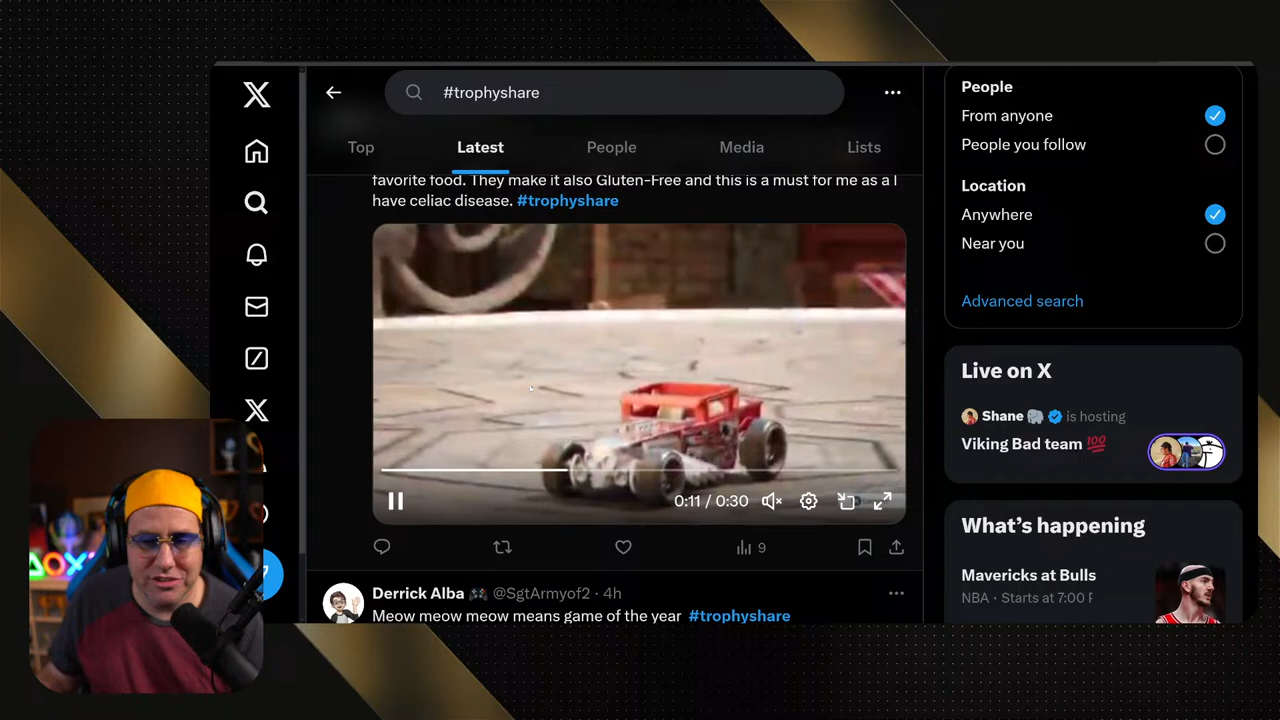 #trophyshare
Top
Latest
People
Media
Lists
favorite food. They make it also Gluten-Free and this is a must for me as a I
have celiac disease. #trophyshare
0:11 / 0:30
9
Derrick Alba 🎮 @SgtArmyof2 · 4h
Meow meow meow means game of the year #trophyshare
People
From anyone
People you follow
Location
Anywhere
Near you
Advanced search
Live on X
Shane 🐘 is hosting
Viking Bad team 💯
What’s happening
Mavericks at Bulls
NBA · Starts at 7:00